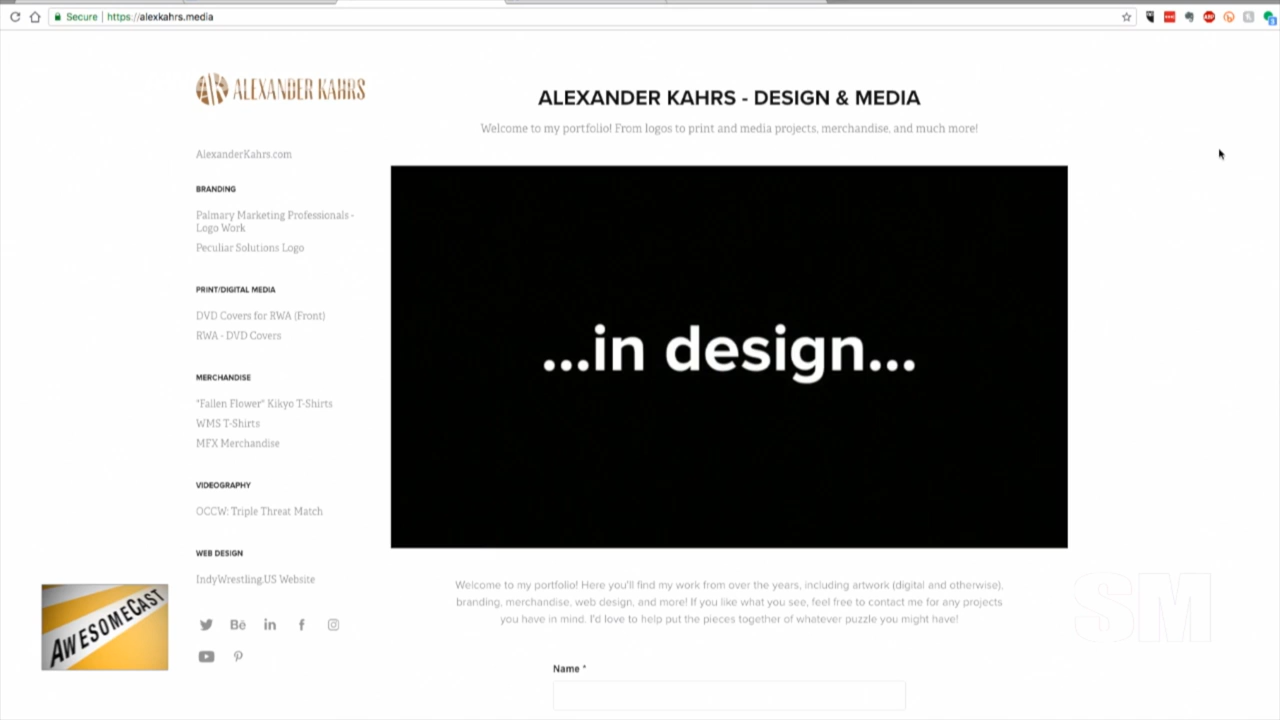 Secure https://alexkahrs.media
ALEXANDER KAHRS
AlexanderKahrs.com
BRANDING
Palmary Marketing Professionals -
Logo Work
Peculiar Solutions Logo
PRINT/DIGITAL MEDIA
DVD Covers for RWA (Front)
RWA - DVD Covers
MERCHANDISE
"Fallen Flower" Kikyo T-Shirts
WMS T-Shirts
MFX Merchandise
VIDEOGRAPHY
OCCW: Triple Threat Match
WEB DESIGN
IndyWrestling.US Website
Bē
in
f
AWESOMECAST
ALEXANDER KAHRS - DESIGN & MEDIA
Welcome to my portfolio! From logos to print and media projects, merchandise, and much more!
...in design...
Welcome to my portfolio! Here you'll find my work from over the years, including artwork (digital and otherwise),
branding, merchandise, web design, and more! If you like what you see, feel free to contact me for any projects
you have in mind. I'd love to help put the pieces together of whatever puzzle you might have!
Name *
SM